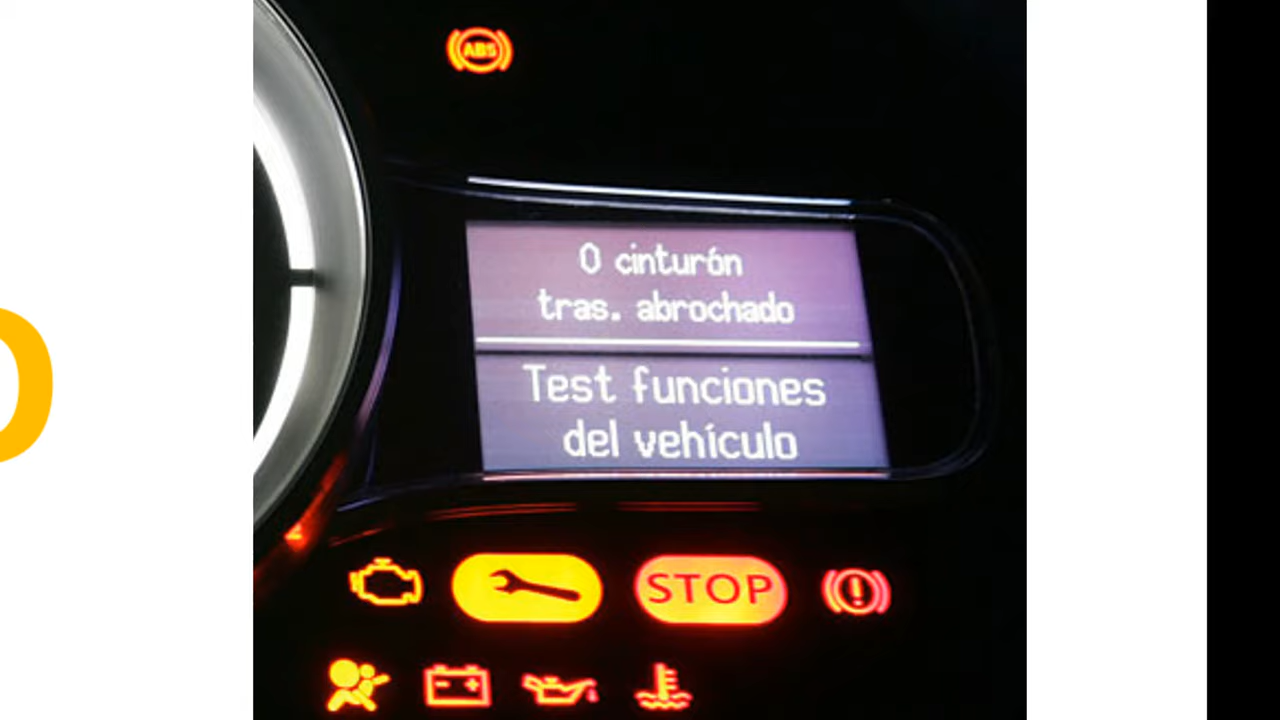 ABS
0 cinturón
tras. abrochado
Test funciones
del vehículo
STOP